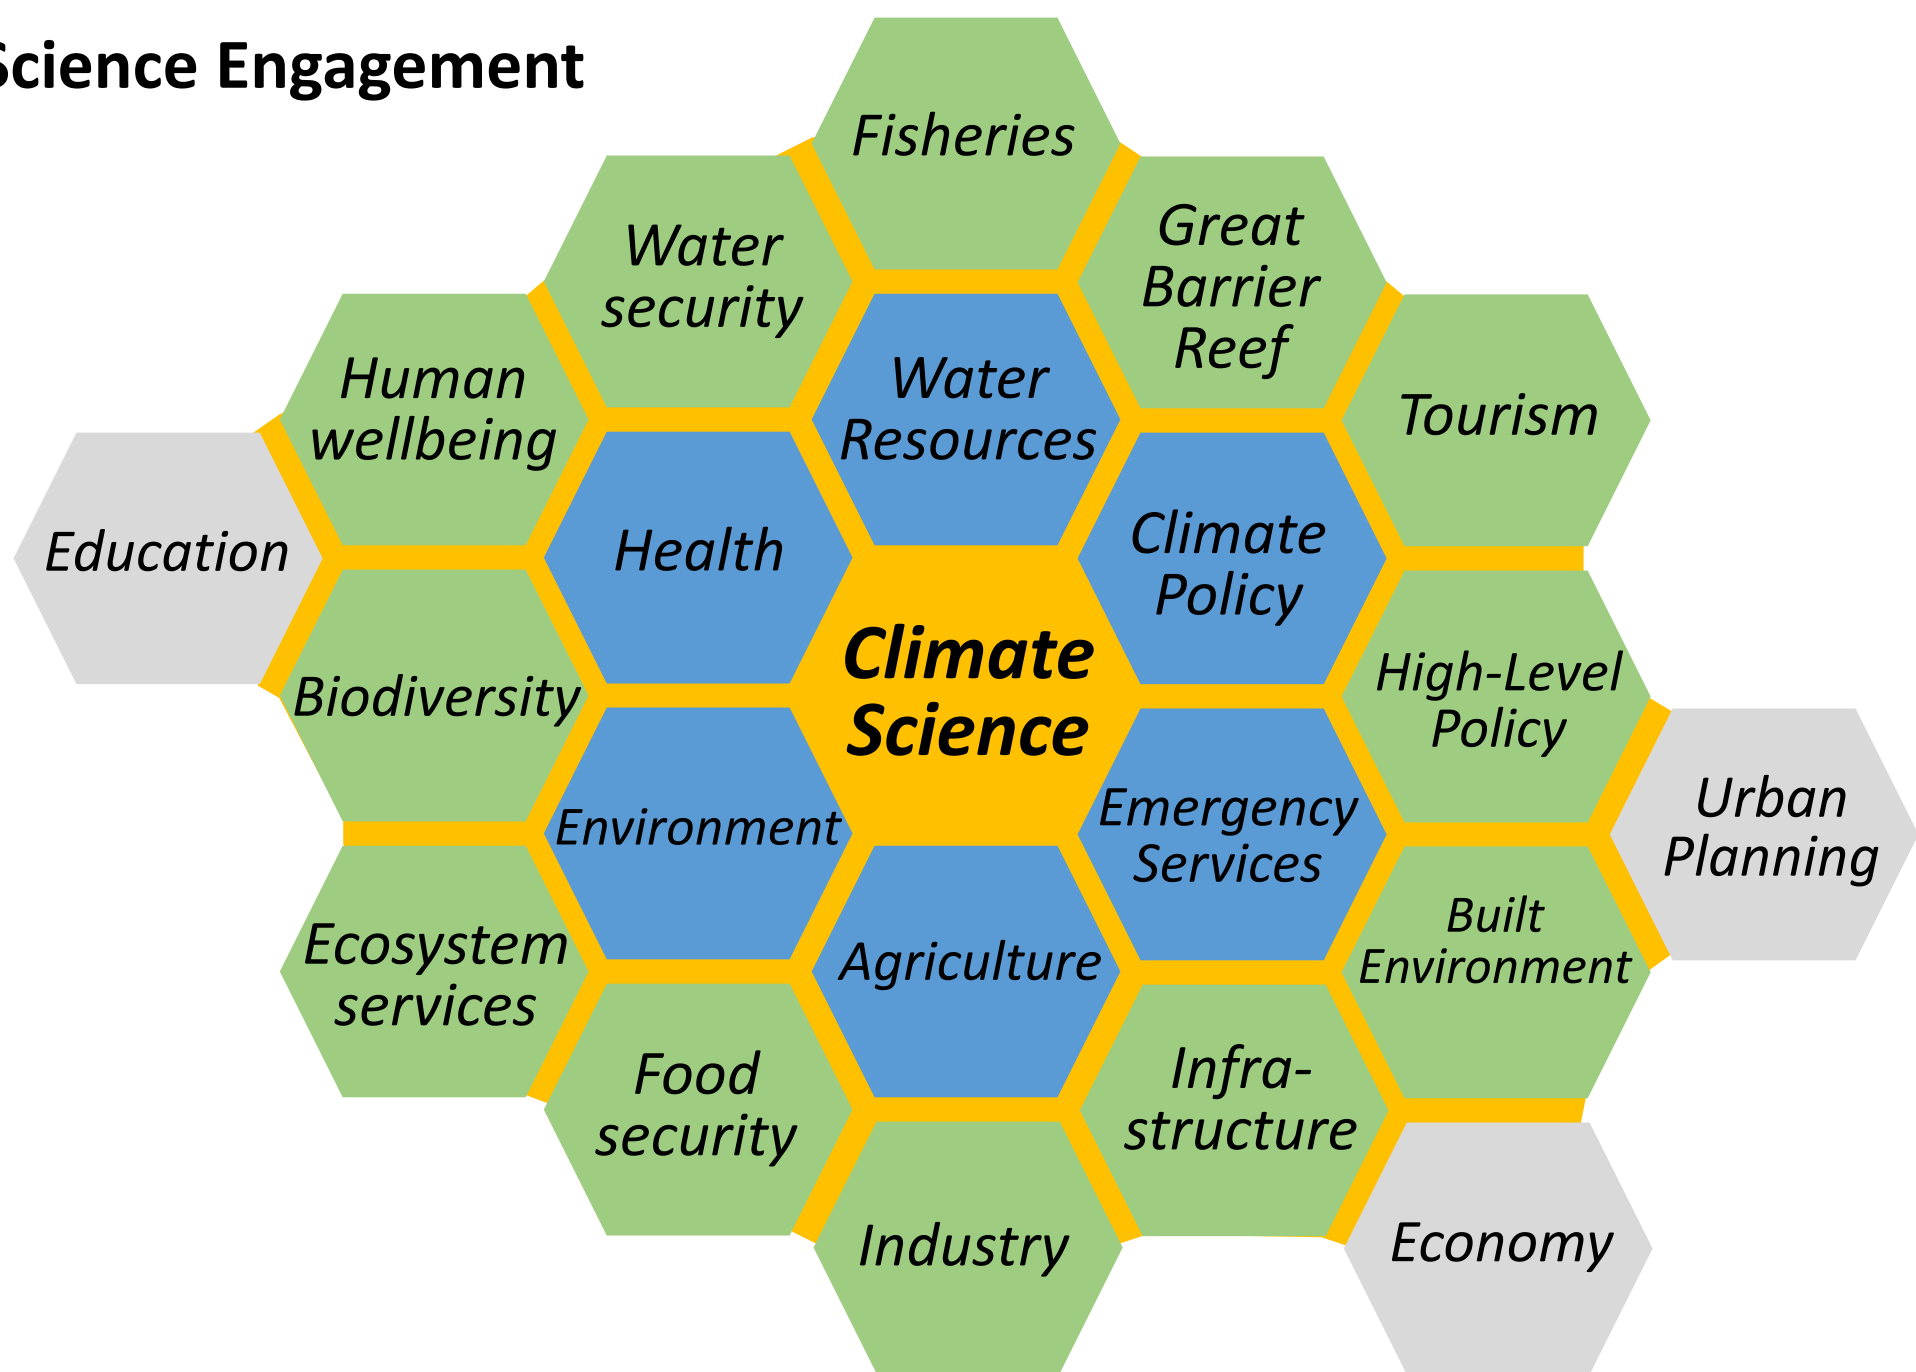 Science Engagement
Fisheries
Water
security
Great
Barrier
Reef
Human
wellbeing
Water
Resources
Tourism
Education
Health
Climate
Policy
Climate
Science
Biodiversity
High-Level
Policy
Environment
Emergency
Services
Urban
Planning
Ecosystem
services
Agriculture
Built
Environment
Food
security
Infra-
structure
Industry
Economy